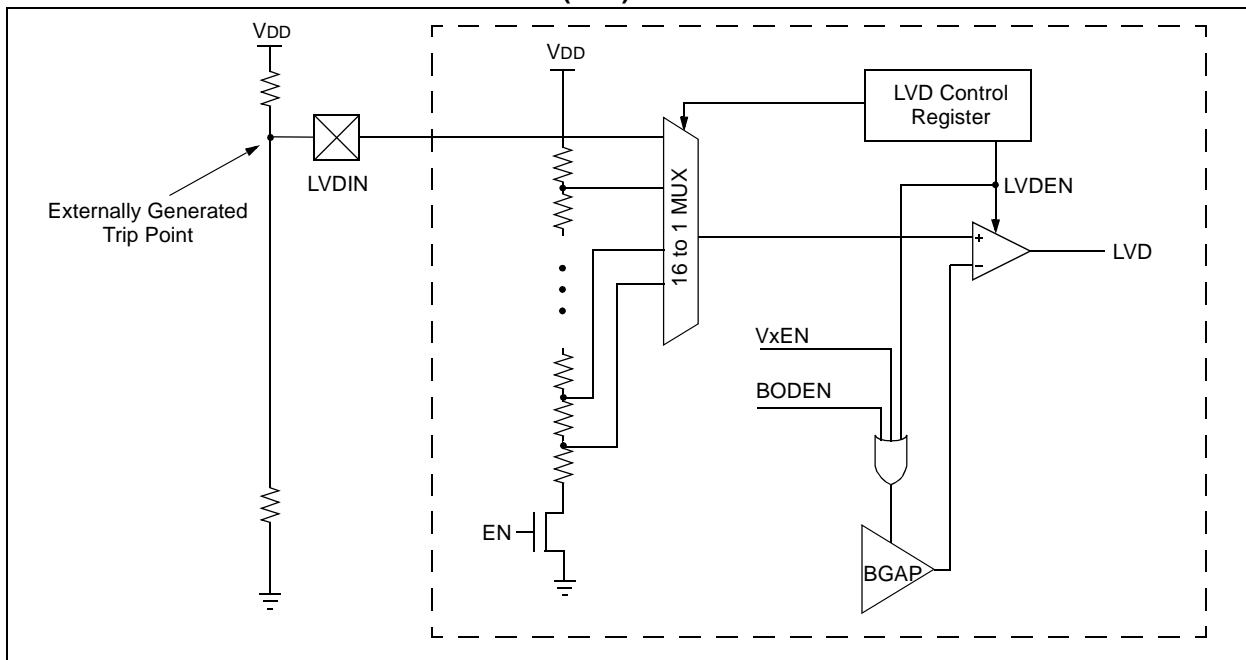 VDD
VDD
LVD Control
Register
LVDIN
LVDEN
Externally Generated
Trip Point
16 to 1 MUX
+
−
LVD
VxEN
BODEN
EN
BGAP